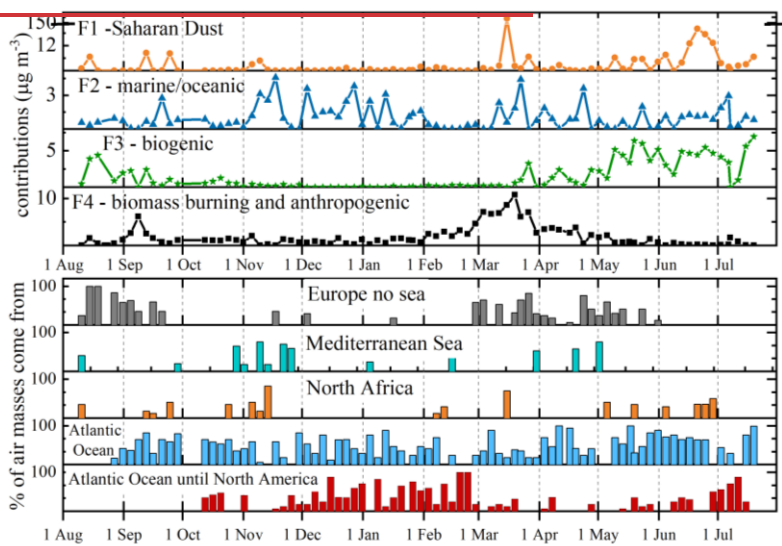 150
F1 -Saharan Dust
12
F2 - marine/oceanic
3
contributions (µg m-3)
F3 - biogenic
5
F4 - biomass burning and anthropogenic
10
1 Aug 1 Sep 1 Oct 1 Nov 1 Dec 1 Jan 1 Feb 1 Mar 1 Apr 1 May 1 Jun 1 Jul
100
Europe no sea
100
Mediterranean Sea
100
North Africa
% of air masses come from
100
Atlantic
Ocean
100
Atlantic Ocean until North America
1 Aug 1 Sep 1 Oct 1 Nov 1 Dec 1 Jan 1 Feb 1 Mar 1 Apr 1 May 1 Jun 1 Jul